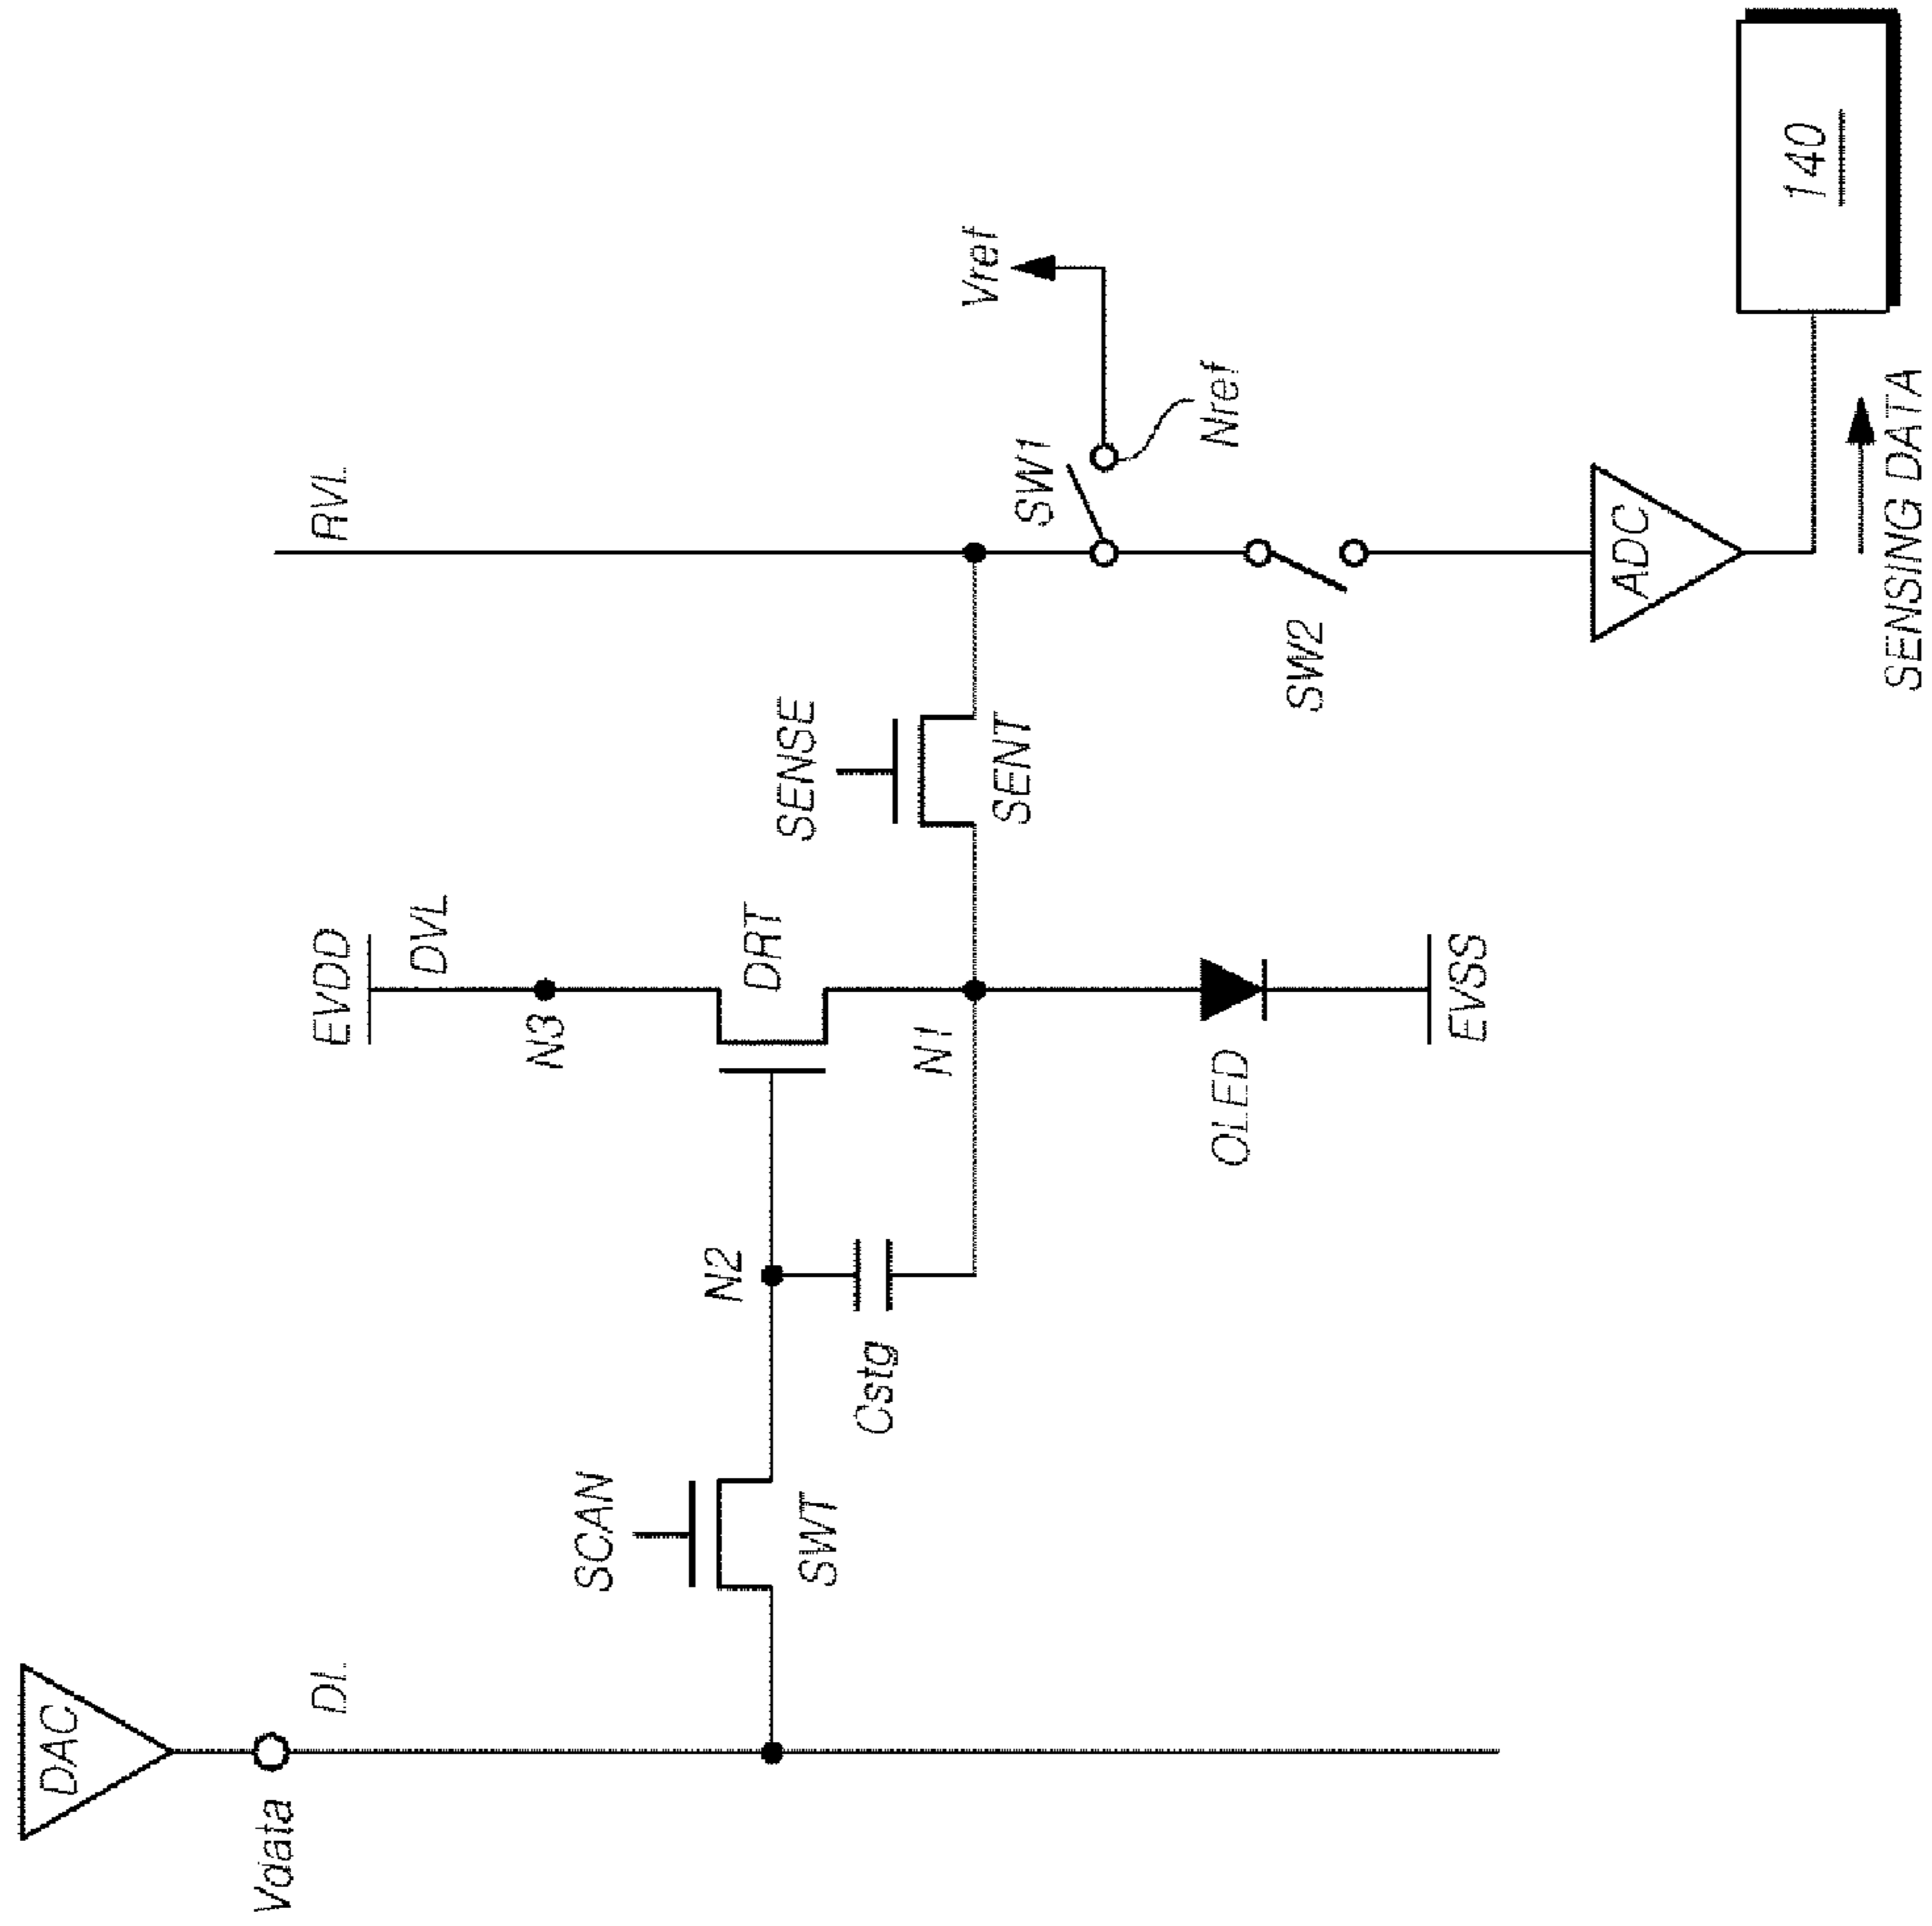 DAC
Vdata
DL
SCAN
SWT
N2
Cstg
EVDD
DVL
N3
DRT
N1
OLED
EVSS
SENSE
SENT
RVL
SW1
Vref
Nref
SW2
ADC
SENSING DATA
140